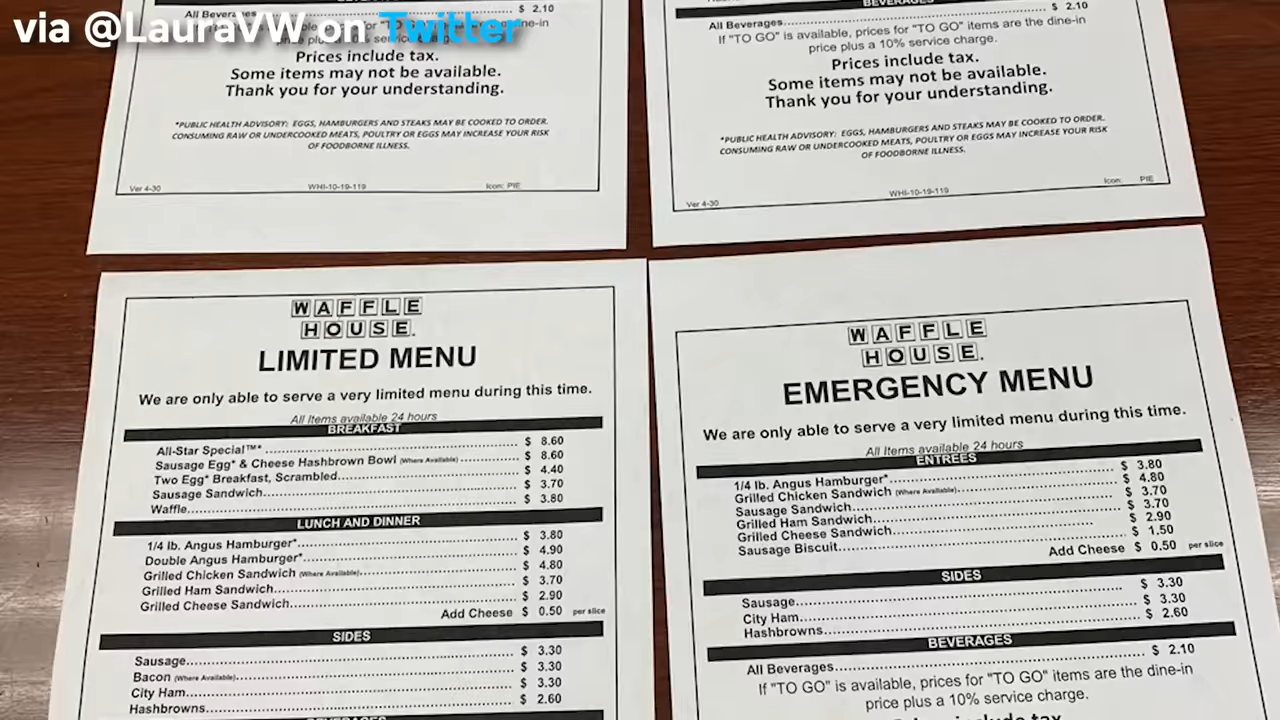 via @LauraVW on Twitter
All Beverages $ 2.10
price plus
Prices include tax.
Some items may not be available.
Thank you for your understanding.
*PUBLIC HEALTH ADVISORY: EGGS, HAMBURGERS AND STEAKS MAY BE COOKED TO ORDER.
CONSUMING RAW OR UNDERCOOKED MEATS, POULTRY OR EGGS MAY INCREASE YOUR RISK
OF FOODBORNE ILLNESS.
Ver 4-30 WHI-10-19-119 Icon: PIE
BEVERAGES
All Beverages $ 2.10
If "TO GO" is available, prices for "TO GO" items are the dine-in
price plus a 10% service charge.
Prices include tax.
Some items may not be available.
Thank you for your understanding.
*PUBLIC HEALTH ADVISORY: EGGS, HAMBURGERS AND STEAKS MAY BE COOKED TO ORDER.
CONSUMING RAW OR UNDERCOOKED MEATS, POULTRY OR EGGS MAY INCREASE YOUR RISK
OF FOODBORNE ILLNESS.
Ver 4-30 WHI-10-19-119 Icon: PIE
WAFFLE
HOUSE.
LIMITED MENU
We are only able to serve a very limited menu during this time.
All Items available 24 hours
BREAKFAST
All-Star Special™* $ 8.60
Sausage Egg* & Cheese Hashbrown Bowl (Where Available) $ 8.60
Two Egg* Breakfast, Scrambled $ 4.40
Sausage Sandwich $ 3.70
Waffle $ 3.80
LUNCH AND DINNER
1/4 lb. Angus Hamburger* $ 3.80
Double Angus Hamburger* $ 4.90
Grilled Chicken Sandwich (Where Available) $ 4.80
Grilled Ham Sandwich $ 3.70
Grilled Cheese Sandwich $ 2.90
Add Cheese $ 0.50 per slice
SIDES
Sausage $ 3.30
Bacon (Where Available) $ 3.30
City Ham $ 3.30
Hashbrowns $ 2.60
BEVERAGES
WAFFLE
HOUSE.
EMERGENCY MENU
We are only able to serve a very limited menu during this time.
All Items available 24 hours
ENTREES
1/4 lb. Angus Hamburger* $ 3.80
Grilled Chicken Sandwich (Where Available) $ 4.80
Sausage Sandwich $ 3.70
Grilled Ham Sandwich $ 3.70
Grilled Cheese Sandwich $ 2.90
Sausage Biscuit $ 1.50
Add Cheese $ 0.50 per slice
SIDES
Sausage $ 3.30
City Ham $ 3.30
Hashbrowns $ 2.60
BEVERAGES
All Beverages $ 2.10
If "TO GO" is available, prices for "TO GO" items are the dine-in
price plus a 10% service charge.
include tax